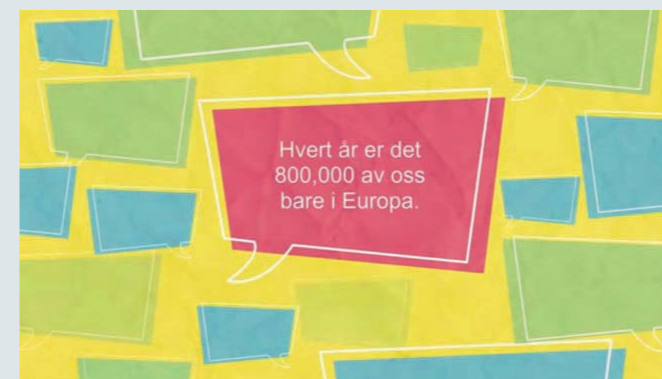 Hvert år er det
800,000 av oss
bare i Europa.